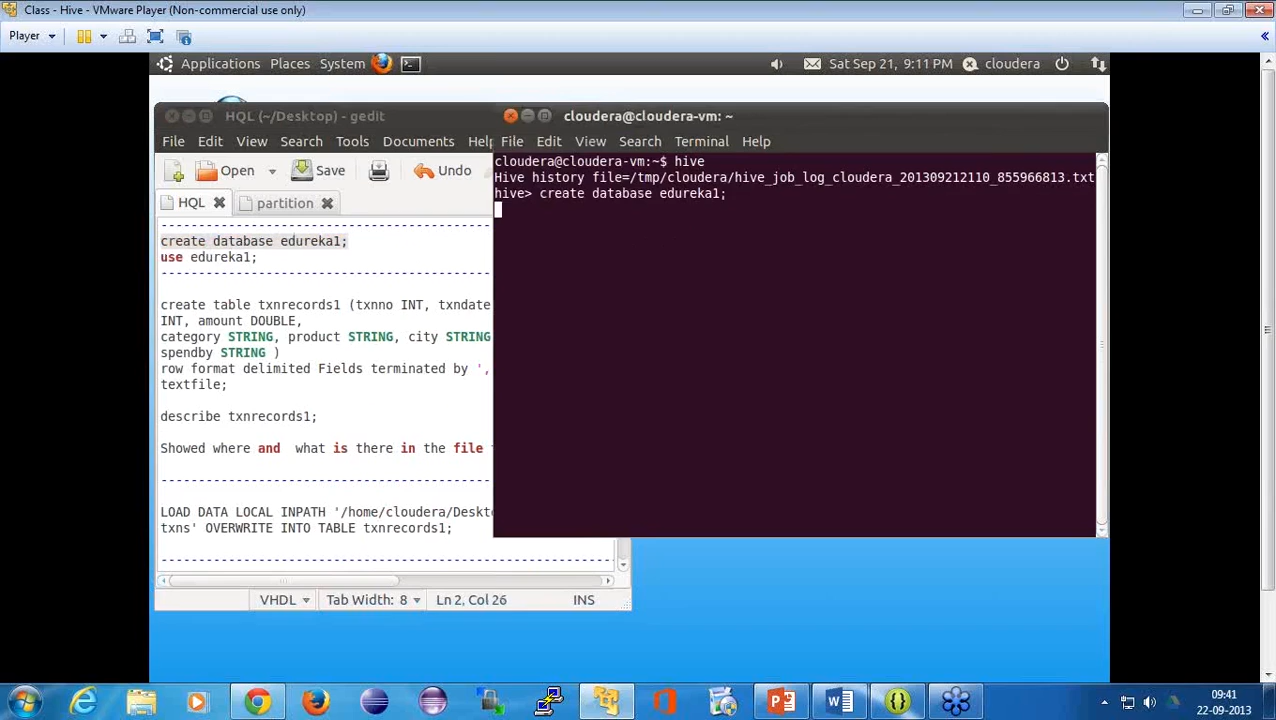 Class - Hive - VMware Player (Non-commercial use only)
Player
Applications Places System Sat Sep 21, 9:11 PM cloudera
HQL (~/Desktop) - gedit
File Edit View Search Tools Documents Help
Open Save Undo
HQL partition
create database edureka1;
use edureka1;
create table txnrecords1 (txnno INT, txndate
INT, amount DOUBLE,
category STRING, product STRING, city STRING
spendby STRING )
row format delimited Fields terminated by ',
textfile;
describe txnrecords1;
Showed where and what is there in the file
LOAD DATA LOCAL INPATH '/home/cloudera/Deskto
txns' OVERWRITE INTO TABLE txnrecords1;
VHDL Tab Width: 8 Ln 2, Col 26 INS
cloudera@cloudera-vm: ~
File Edit View Search Terminal Help
cloudera@cloudera-vm:~$ hive
Hive history file=/tmp/cloudera/hive_job_log_cloudera_201309212110_855966813.txt
hive> create database edureka1;
09:41
22-09-2013